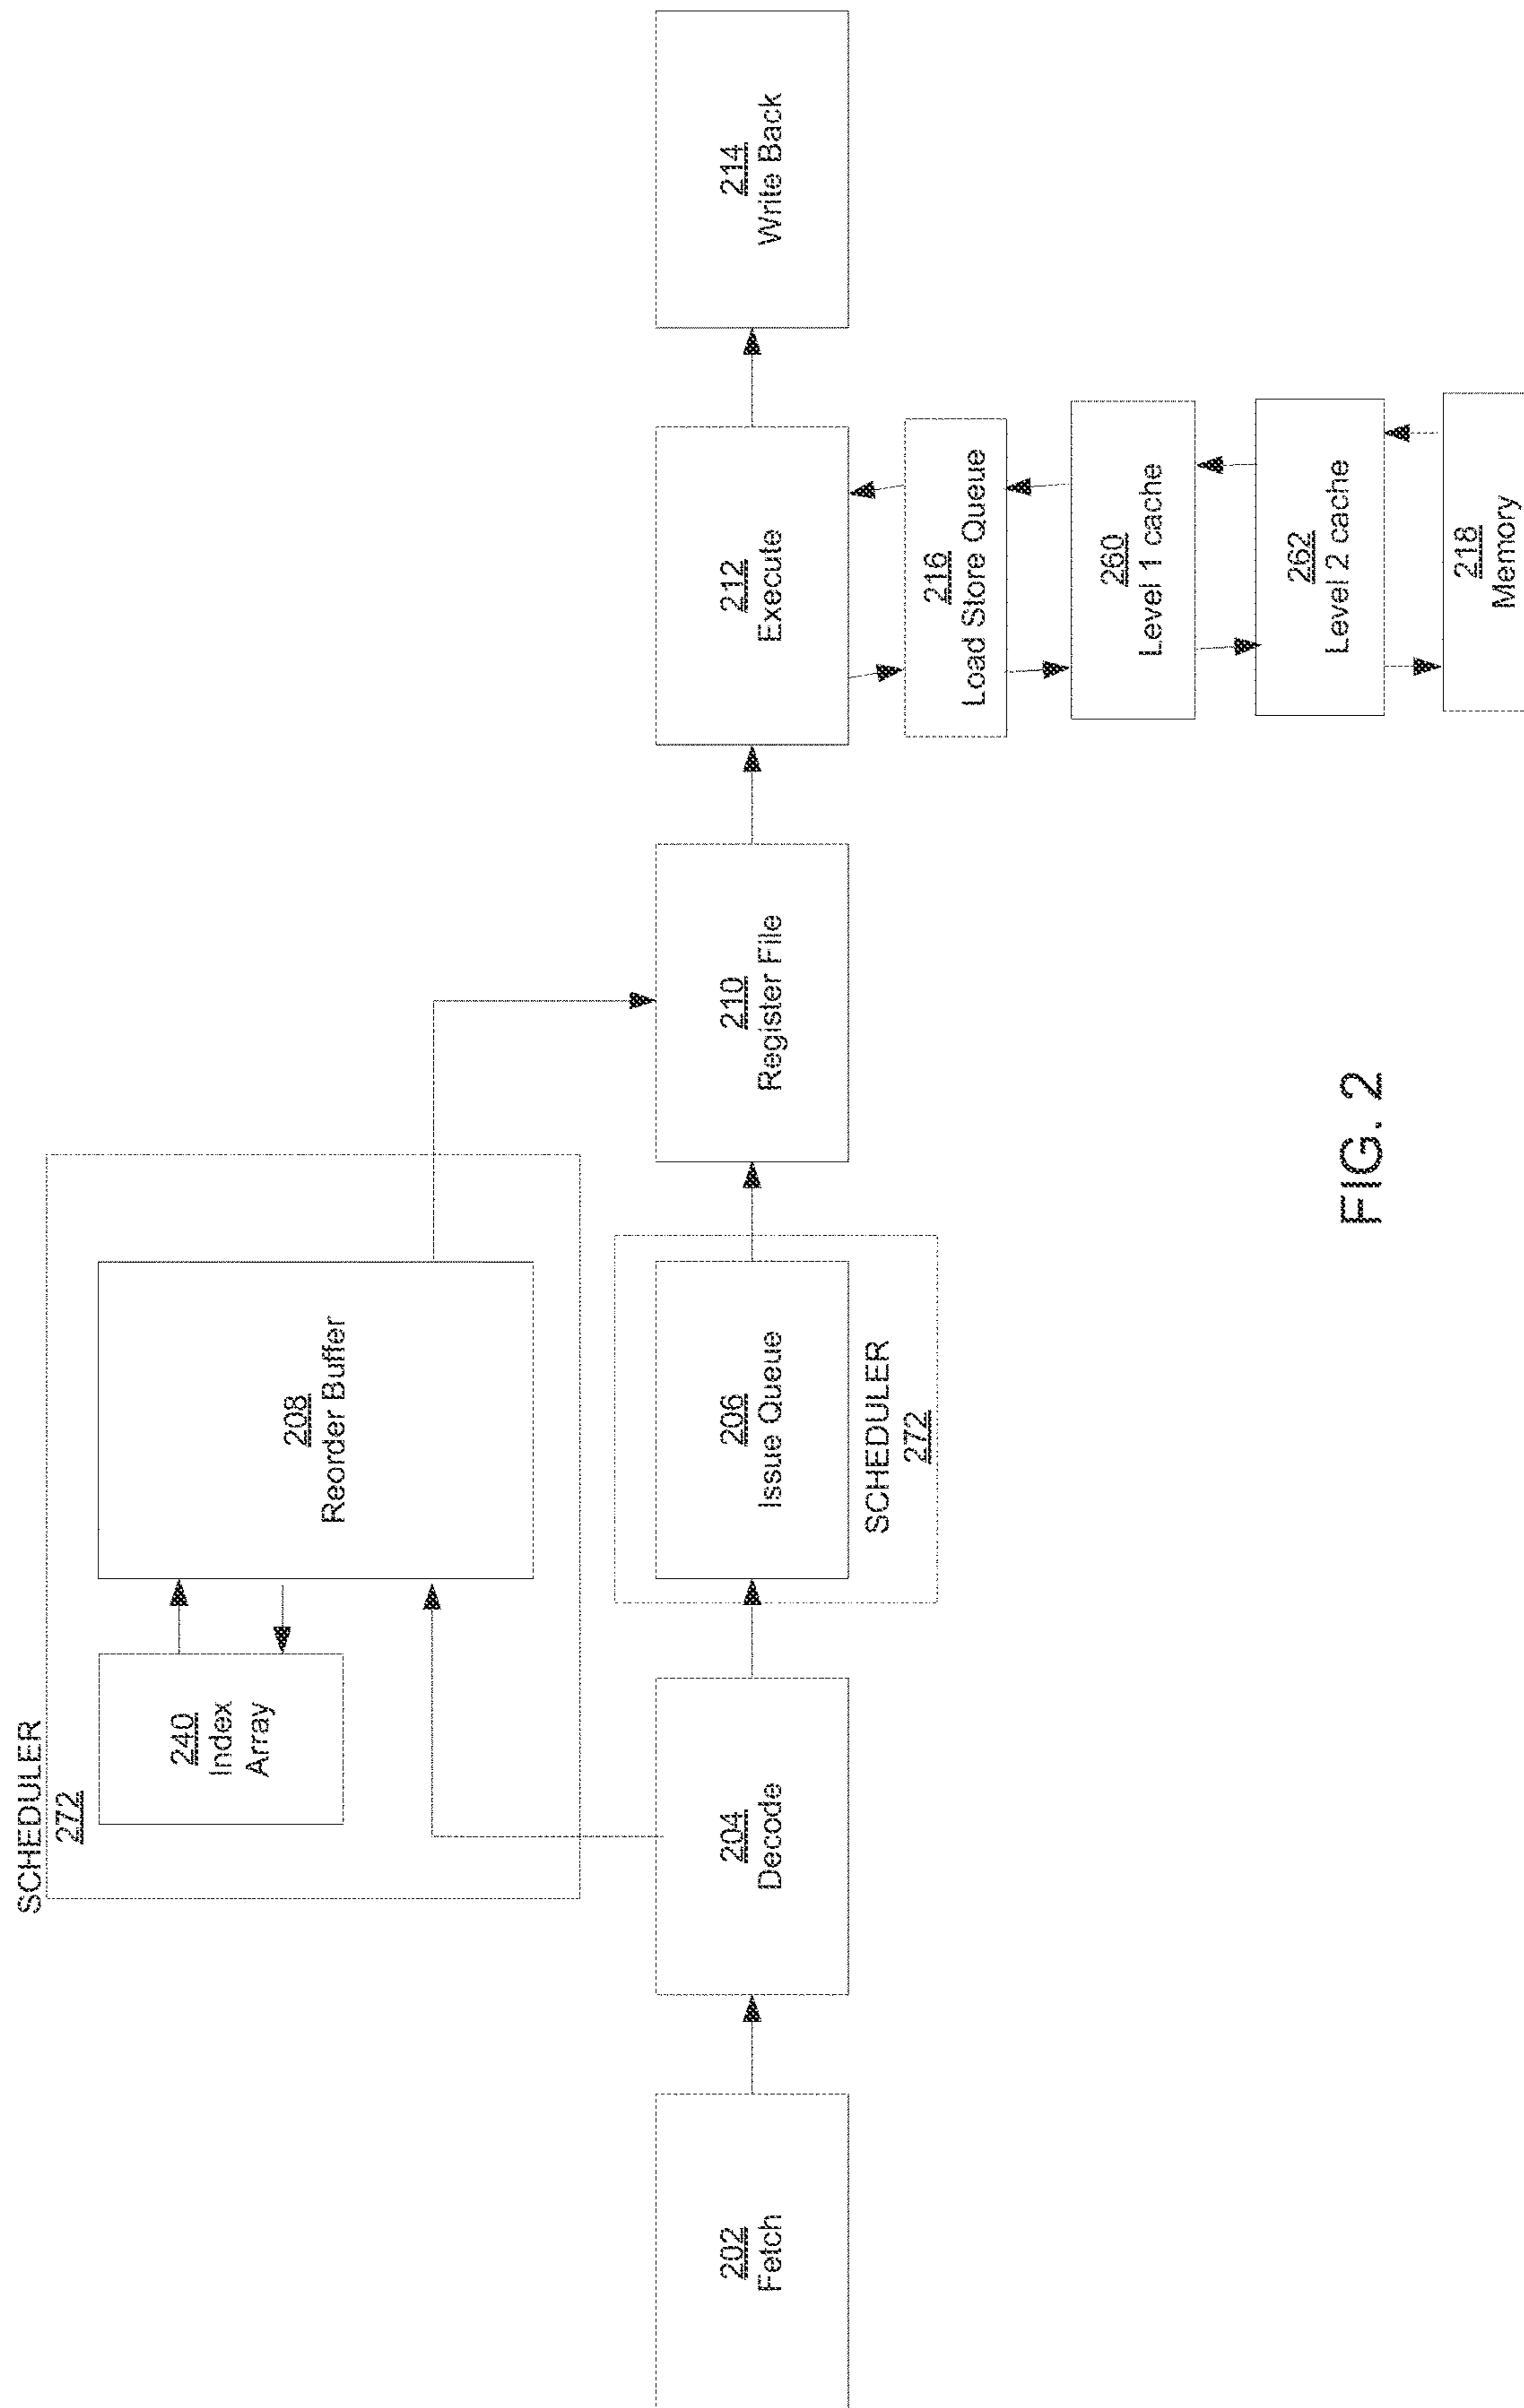 SCHEDULER
272
240
Index
Array
208
Reorder Buffer
202
Fetch
204
Decode
206
Issue Queue
SCHEDULER
272
210
Register File
212
Execute
214
Write Back
216
Load Store Queue
260
Level 1 cache
262
Level 2 cache
218
Memory
FIG. 2